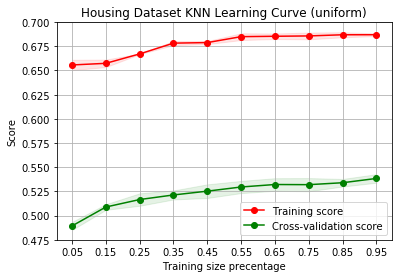 Housing Dataset KNN Learning Curve (uniform)
0.700
0.675
0.650
0.625
0.600
0.575
0.550
0.525
0.500
0.475
Score
Training score
Cross-validation score
0.05 0.15 0.25 0.35 0.45 0.55 0.65 0.75 0.85 0.95
Training size precentage